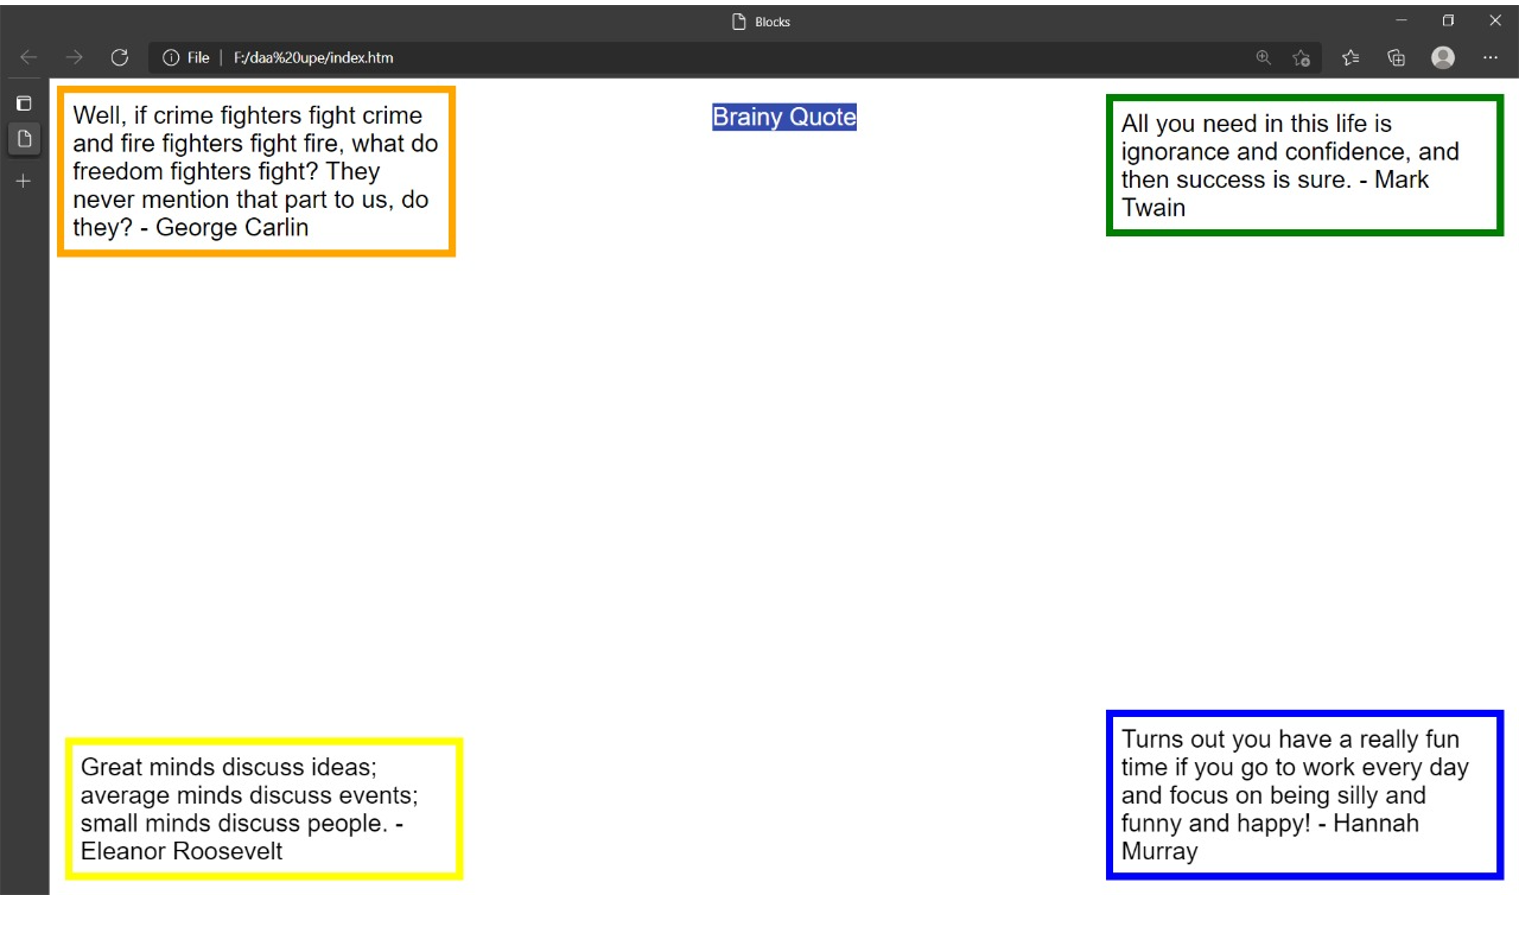 Blocks
File | F:/daa%20upe/index.htm
Well, if crime fighters fight crime
and fire fighters fight fire, what do
freedom fighters fight? They
never mention that part to us, do
they? - George Carlin
Brainy Quote
All you need in this life is
ignorance and confidence, and
then success is sure. - Mark
Twain
Great minds discuss ideas;
average minds discuss events;
small minds discuss people. -
Eleanor Roosevelt
Turns out you have a really fun
time if you go to work every day
and focus on being silly and
funny and happy! - Hannah
Murray